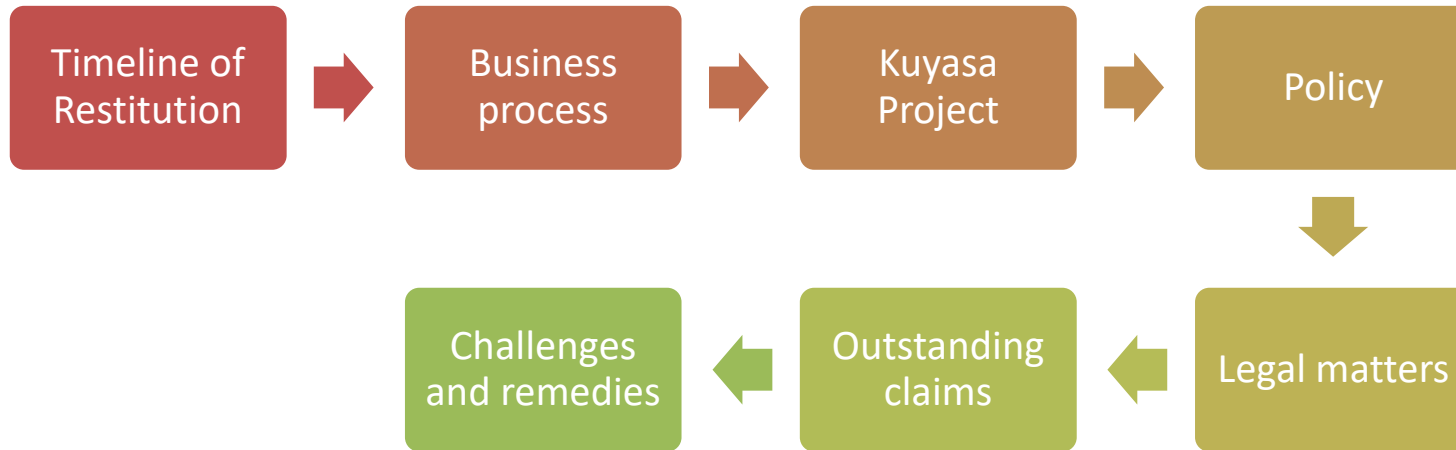 Timeline of
Restitution
Business
process
Kuyasa
Project
Policy
Legal matters
Outstanding
claims
Challenges
and remedies